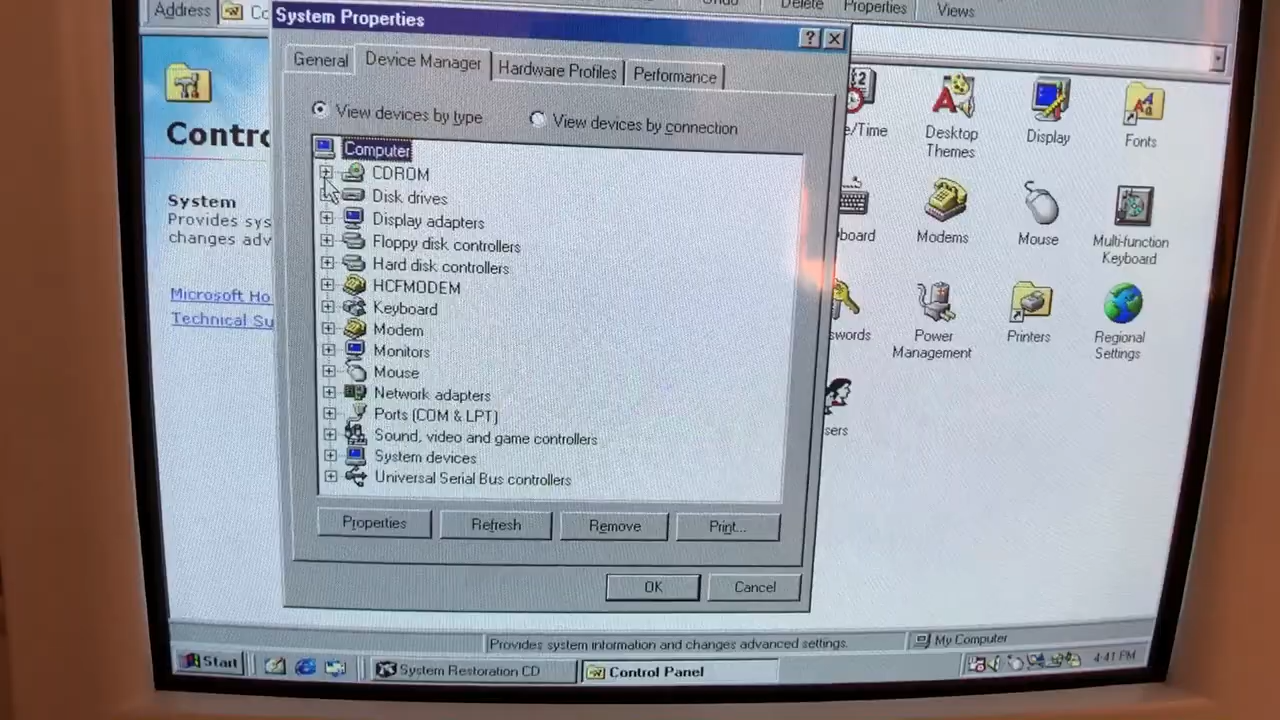 Address
Undo
Delete
Properties
Views
System Properties
General
Device Manager
Hardware Profiles
Performance
View devices by type
View devices by connection
Computer
CDROM
Disk drives
Display adapters
Floppy disk controllers
Hard disk controllers
HCFMODEM
Keyboard
Modem
Monitors
Mouse
Network adapters
Ports (COM & LPT)
Sound, video and game controllers
System devices
Universal Serial Bus controllers
Properties
Refresh
Remove
Print...
OK
Cancel
Contro
System
Provides sys
changes adv
Microsoft Ho
Technical Su
e/Time
Desktop
Themes
Display
Fonts
board
Modems
Mouse
Multi-function
Keyboard
swords
Power
Management
Printers
Regional
Settings
sers
Provides system information and changes advanced settings.
My Computer
Start
System Restoration CD
Control Panel
4:41 PM